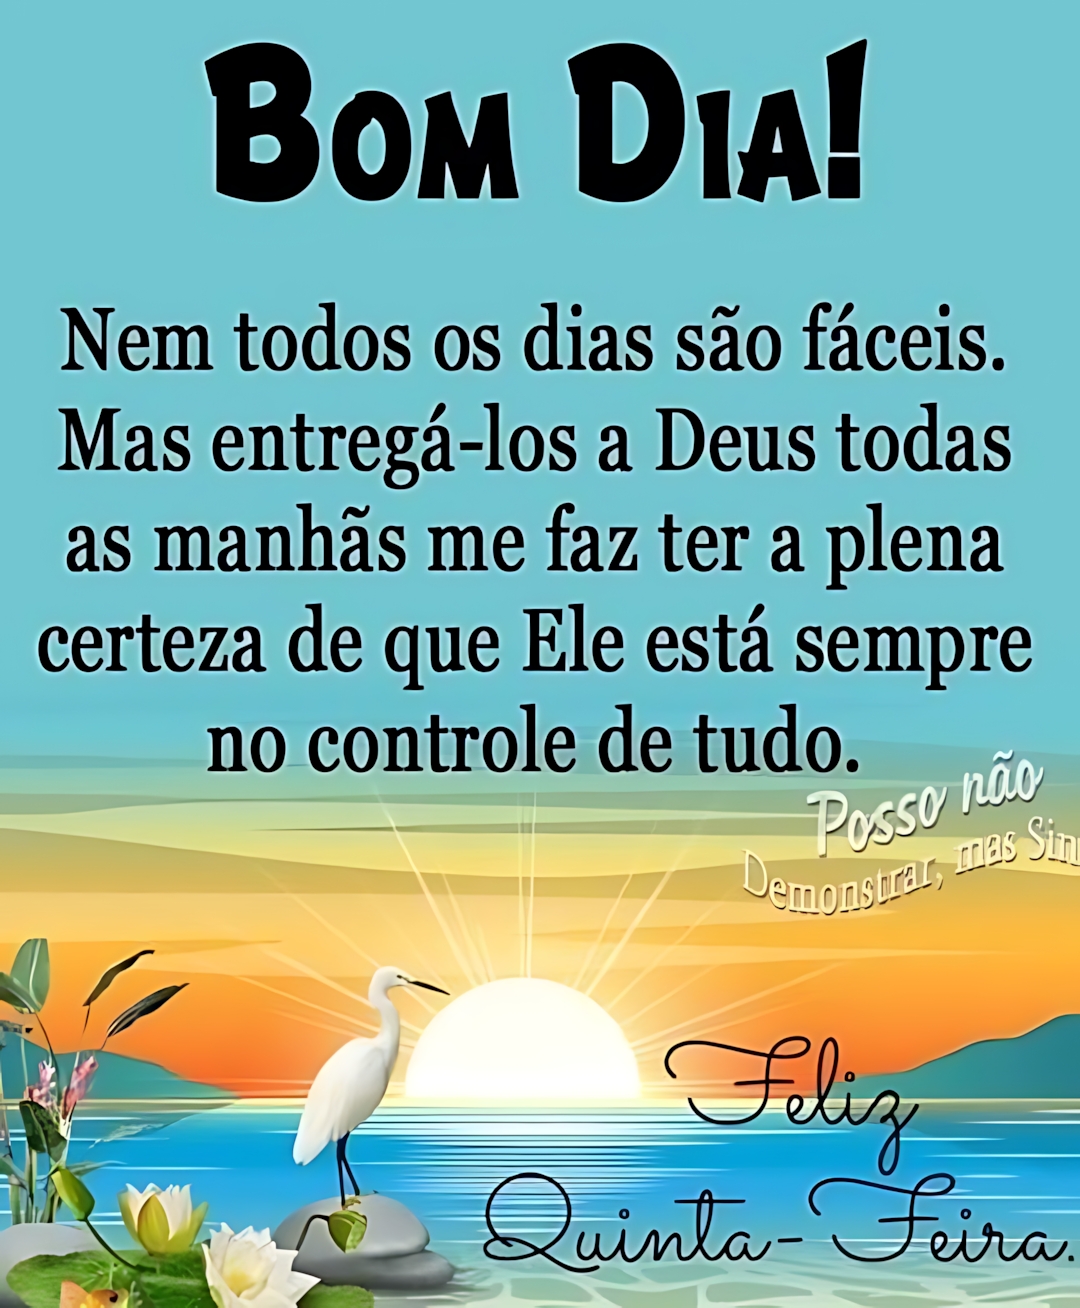 Bom Dia!
Nem todos os dias são fáceis.
Mas entregá-los a Deus todas
as manhãs me faz ter a plena
certeza de que Ele está sempre
no controle de tudo.
Posso não
Demonstrar, mas Sin
Feliz
Quinta-Feira.